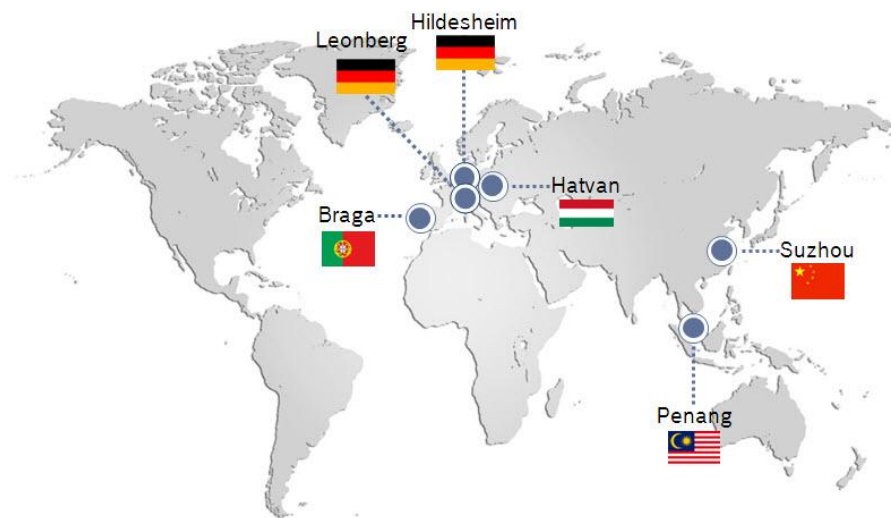 Hildesheim
Leonberg
Hatvan
Braga
Suzhou
Penang